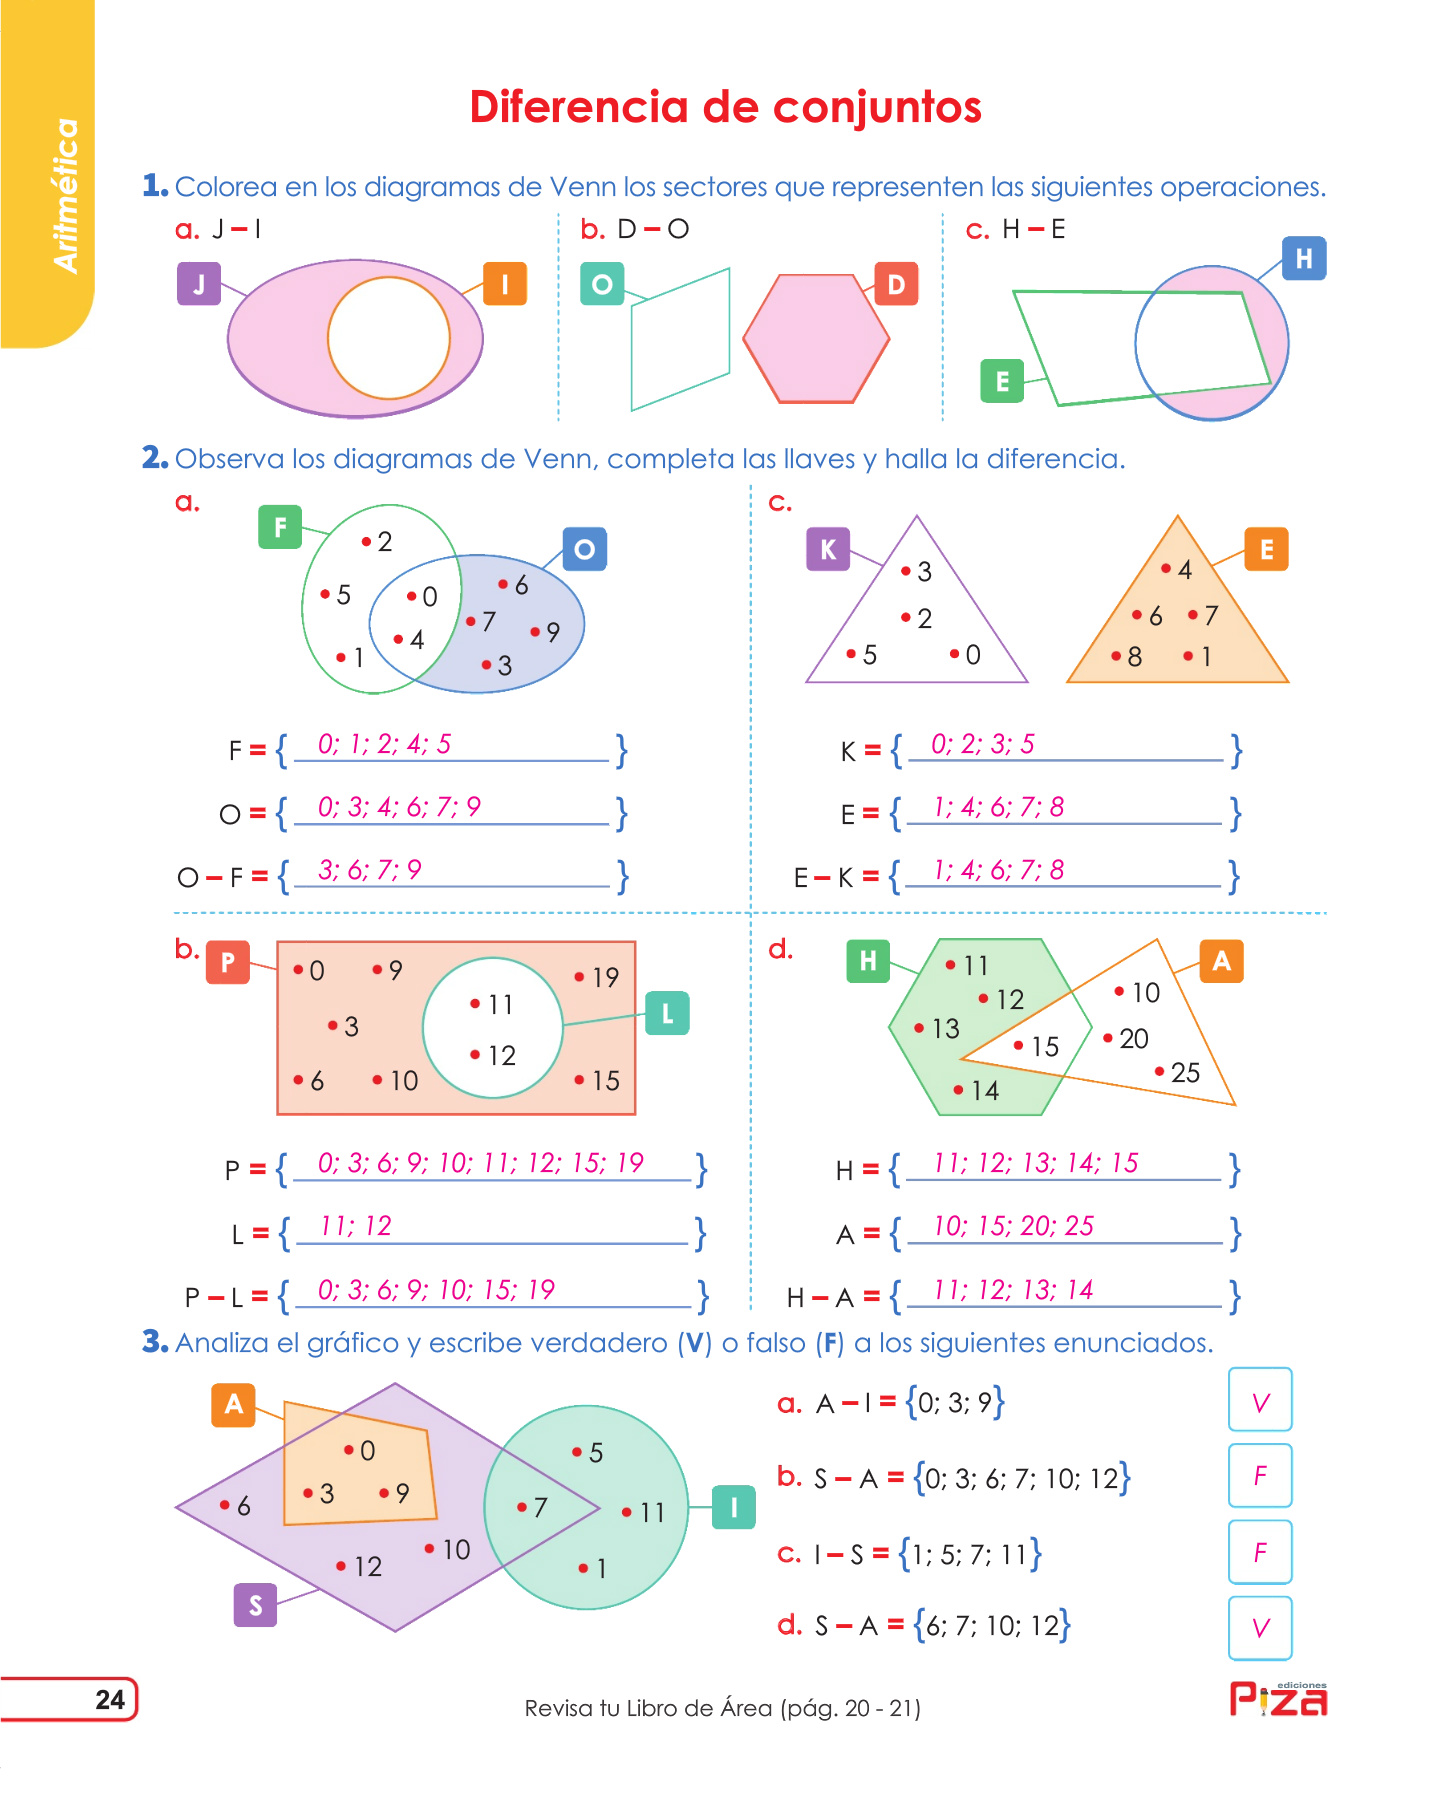 Aritmética
Diferencia de conjuntos
1. Colorea en los diagramas de Venn los sectores que representen las siguientes operaciones.
a. J – I
J
I
b. D – O
O
D
c. H – E
H
E
2. Observa los diagramas de Venn, completa las llaves y halla la diferencia.
a.
F
O
2
5
0
6
7
9
4
1
3
F = { 0; 1; 2; 4; 5 }
O = { 0; 3; 4; 6; 7; 9 }
O – F = { 3; 6; 7; 9 }
c.
K
E
3
2
5
0
4
6
7
8
1
K = { 0; 2; 3; 5 }
E = { 1; 4; 6; 7; 8 }
E – K = { 1; 4; 6; 7; 8 }
b.
P
L
0
9
19
11
3
12
6
10
15
P = { 0; 3; 6; 9; 10; 11; 12; 15; 19 }
L = { 11; 12 }
P – L = { 0; 3; 6; 9; 10; 15; 19 }
d.
H
A
11
12
10
13
15
20
25
14
H = { 11; 12; 13; 14; 15 }
A = { 10; 15; 20; 25 }
H – A = { 11; 12; 13; 14 }
3. Analiza el gráfico y escribe verdadero (V) o falso (F) a los siguientes enunciados.
A
0
5
3
9
6
7
11
I
10
12
1
S
a. A – I = {0; 3; 9} V
b. S – A = {0; 3; 6; 7; 10; 12} F
c. I – S = {1; 5; 7; 11} F
d. S – A = {6; 7; 10; 12} V
24
Revisa tu Libro de Área (pág. 20 - 21)
ediciones
Piza